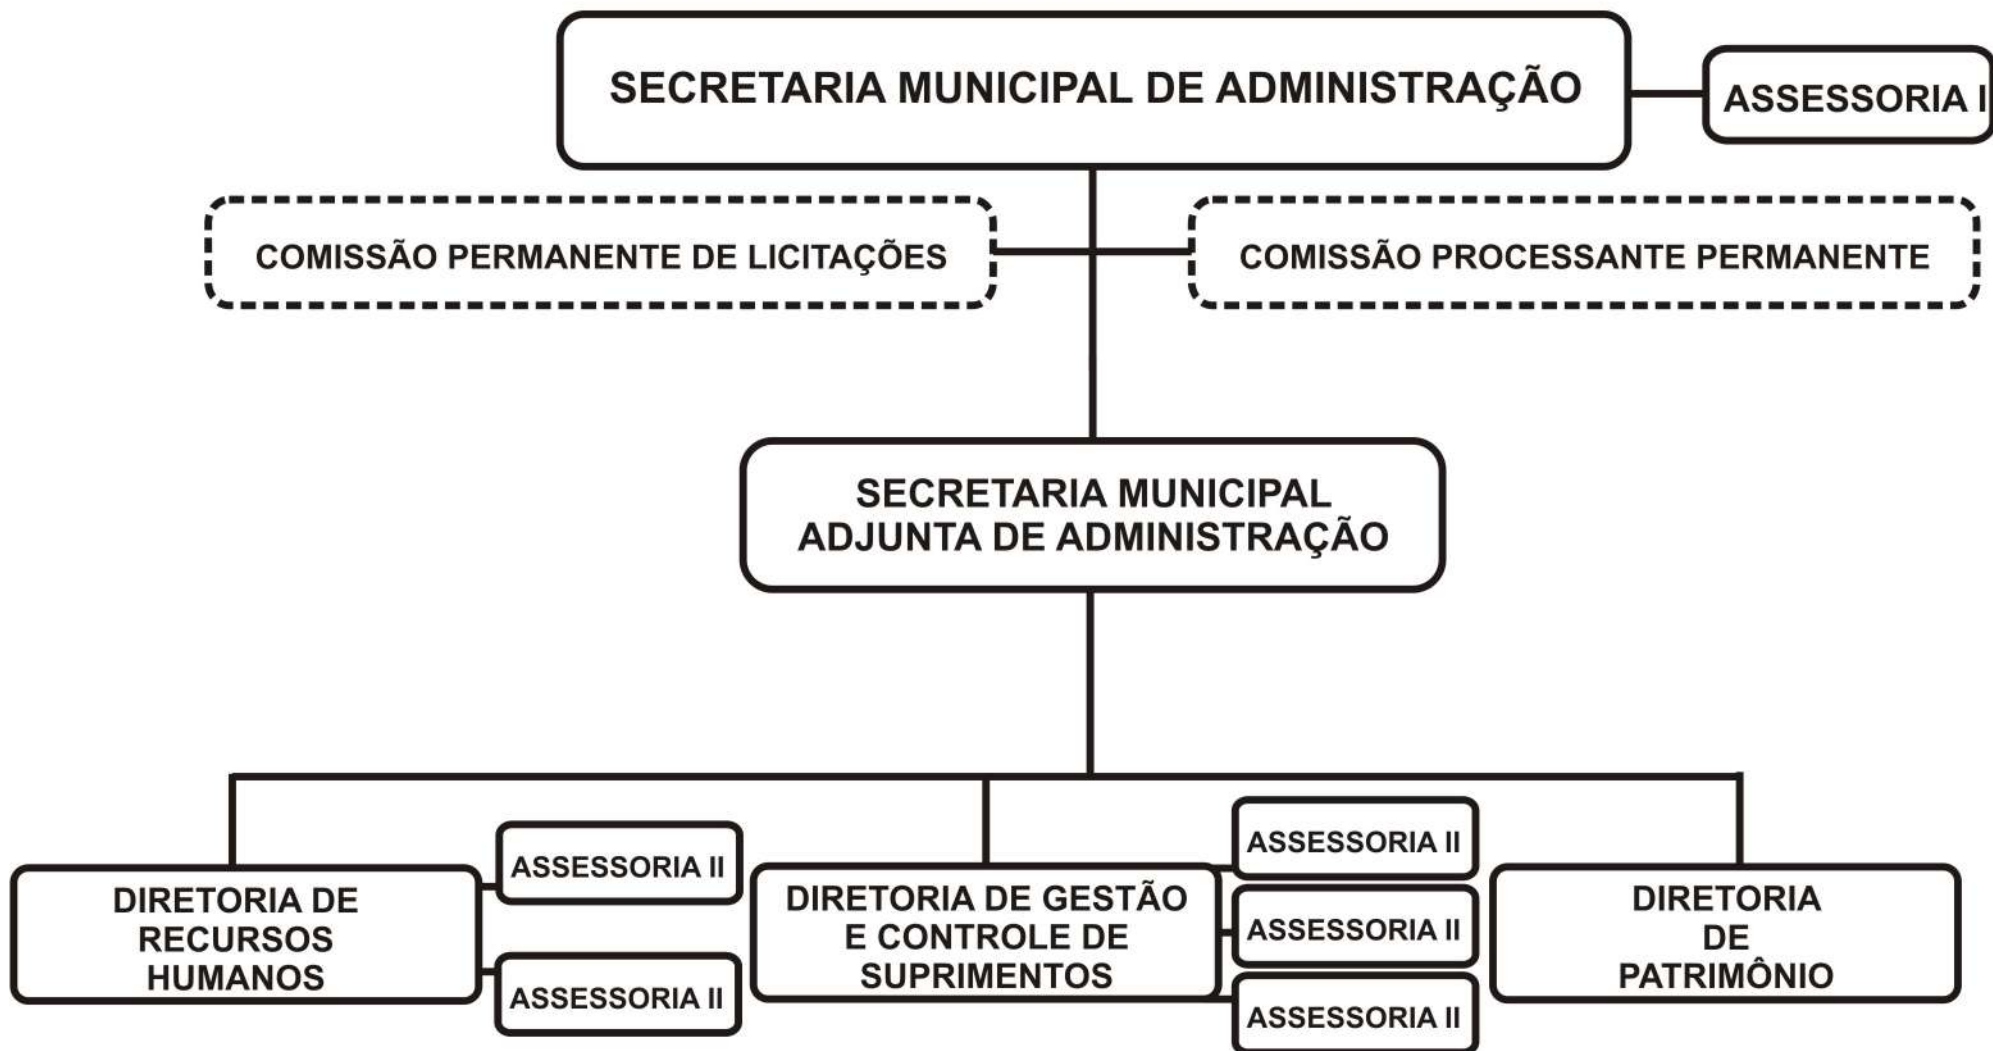 SECRETARIA MUNICIPAL DE ADMINISTRAÇÃO
ASSESSORIA I
COMISSÃO PERMANENTE DE LICITAÇÕES
COMISSÃO PROCESSANTE PERMANENTE
SECRETARIA MUNICIPAL
ADJUNTA DE ADMINISTRAÇÃO
DIRETORIA DE
RECURSOS
HUMANOS
ASSESSORIA II
ASSESSORIA II
DIRETORIA DE GESTÃO
E CONTROLE DE
SUPRIMENTOS
ASSESSORIA II
ASSESSORIA II
ASSESSORIA II
DIRETORIA
DE
PATRIMÔNIO